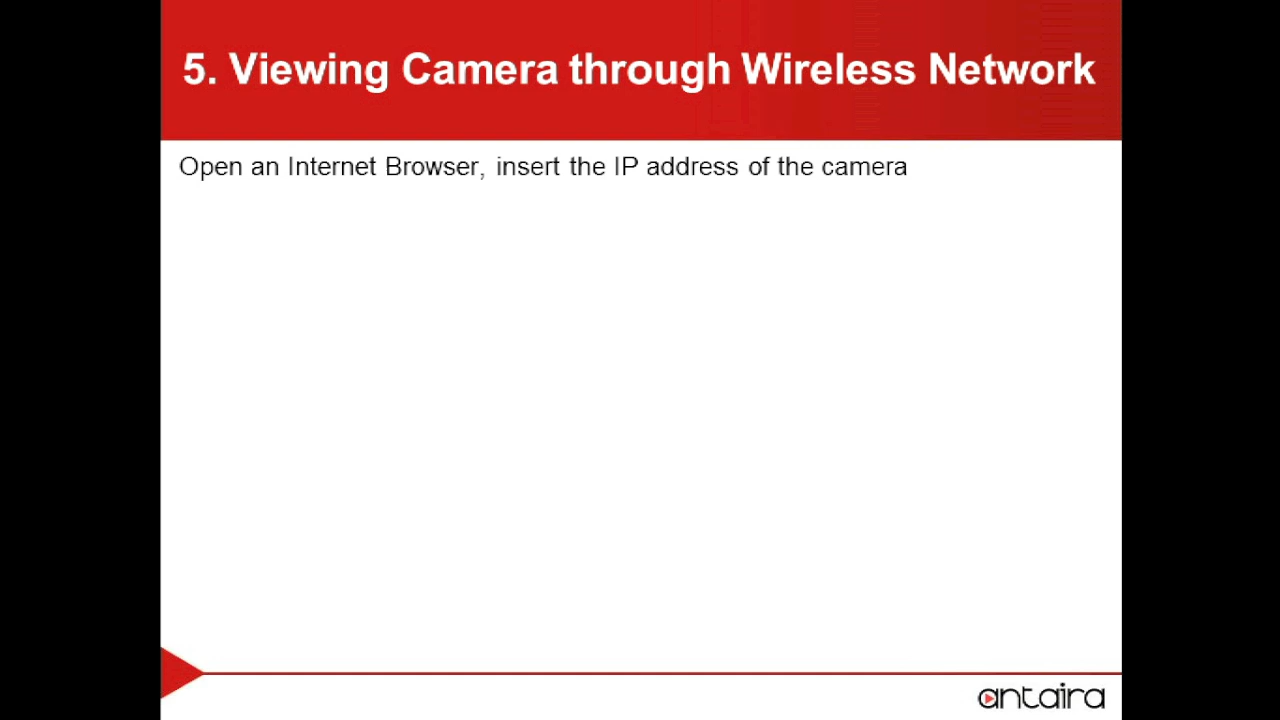 5. Viewing Camera through Wireless Network
Open an Internet Browser, insert the IP address of the camera
antaira